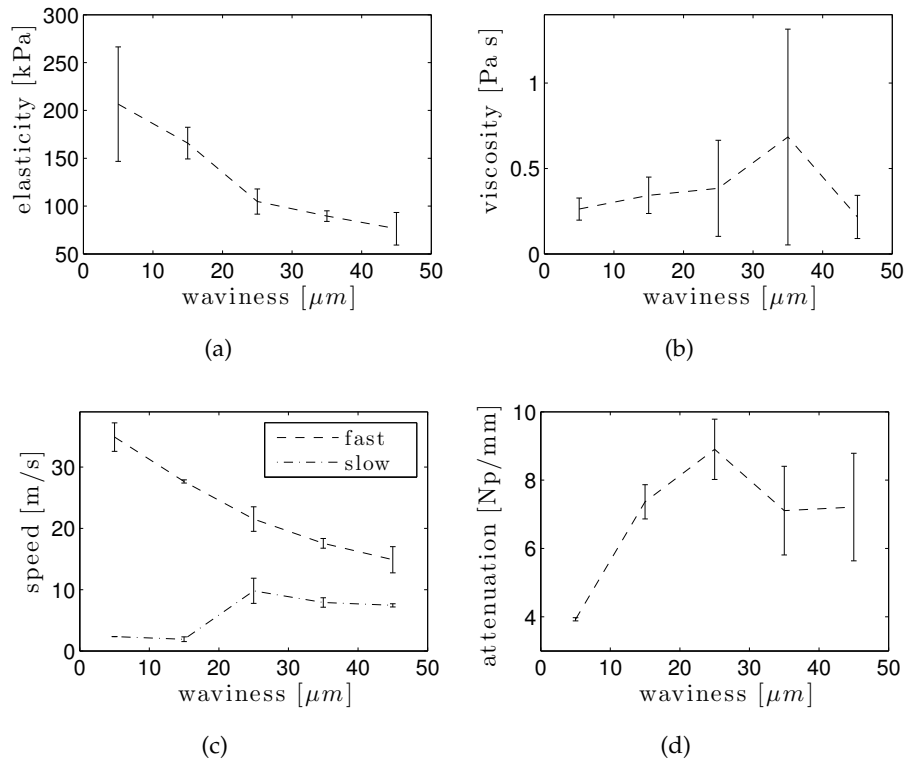 300
250
200
150
100
50
0 10 20 30 40 50
elasticity [kPa]
waviness [μm]
(a)
1
0.5
0
0 10 20 30 40 50
viscosity [Pa s]
waviness [μm]
(b)
30
20
10
0
0 10 20 30 40 50
speed [m/s]
fast
slow
waviness [μm]
(c)
10
8
6
4
0 10 20 30 40 50
attenuation [Np/mm]
waviness [μm]
(d)